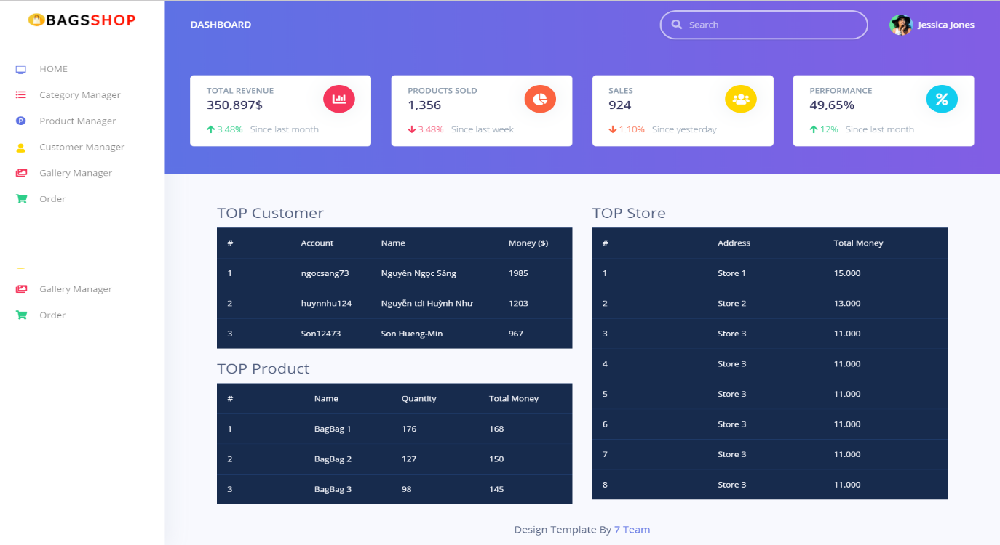 BAGSSHOP
HOME
Category Manager
P Product Manager
Customer Manager
Gallery Manager
Order
Gallery Manager
Order
DASHBOARD
Search
Jessica Jones
TOTAL REVENUE
350,897$
3.48% Since last month
PRODUCTS SOLD
1,356
3.48% Since last week
SALES
924
1.10% Since yesterday
PERFORMANCE
49,65%
%
12% Since last month
TOP Customer
# Account Name Money ($)
1 ngocsang73 Nguyễn Ngọc Sáng 1985
2 huynnhu124 Nguyễn tdị Huỳnh Như 1203
3 Son12473 Son Hueng-Min 967
TOP Product
# Name Quantity Total Money
1 BagBag 1 176 168
2 BagBag 2 127 150
3 BagBag 3 98 145
TOP Store
# Address Total Money
1 Store 1 15.000
2 Store 2 13.000
3 Store 3 11.000
4 Store 3 11.000
5 Store 3 11.000
6 Store 3 11.000
7 Store 3 11.000
8 Store 3 11.000
Design Template By 7 Team